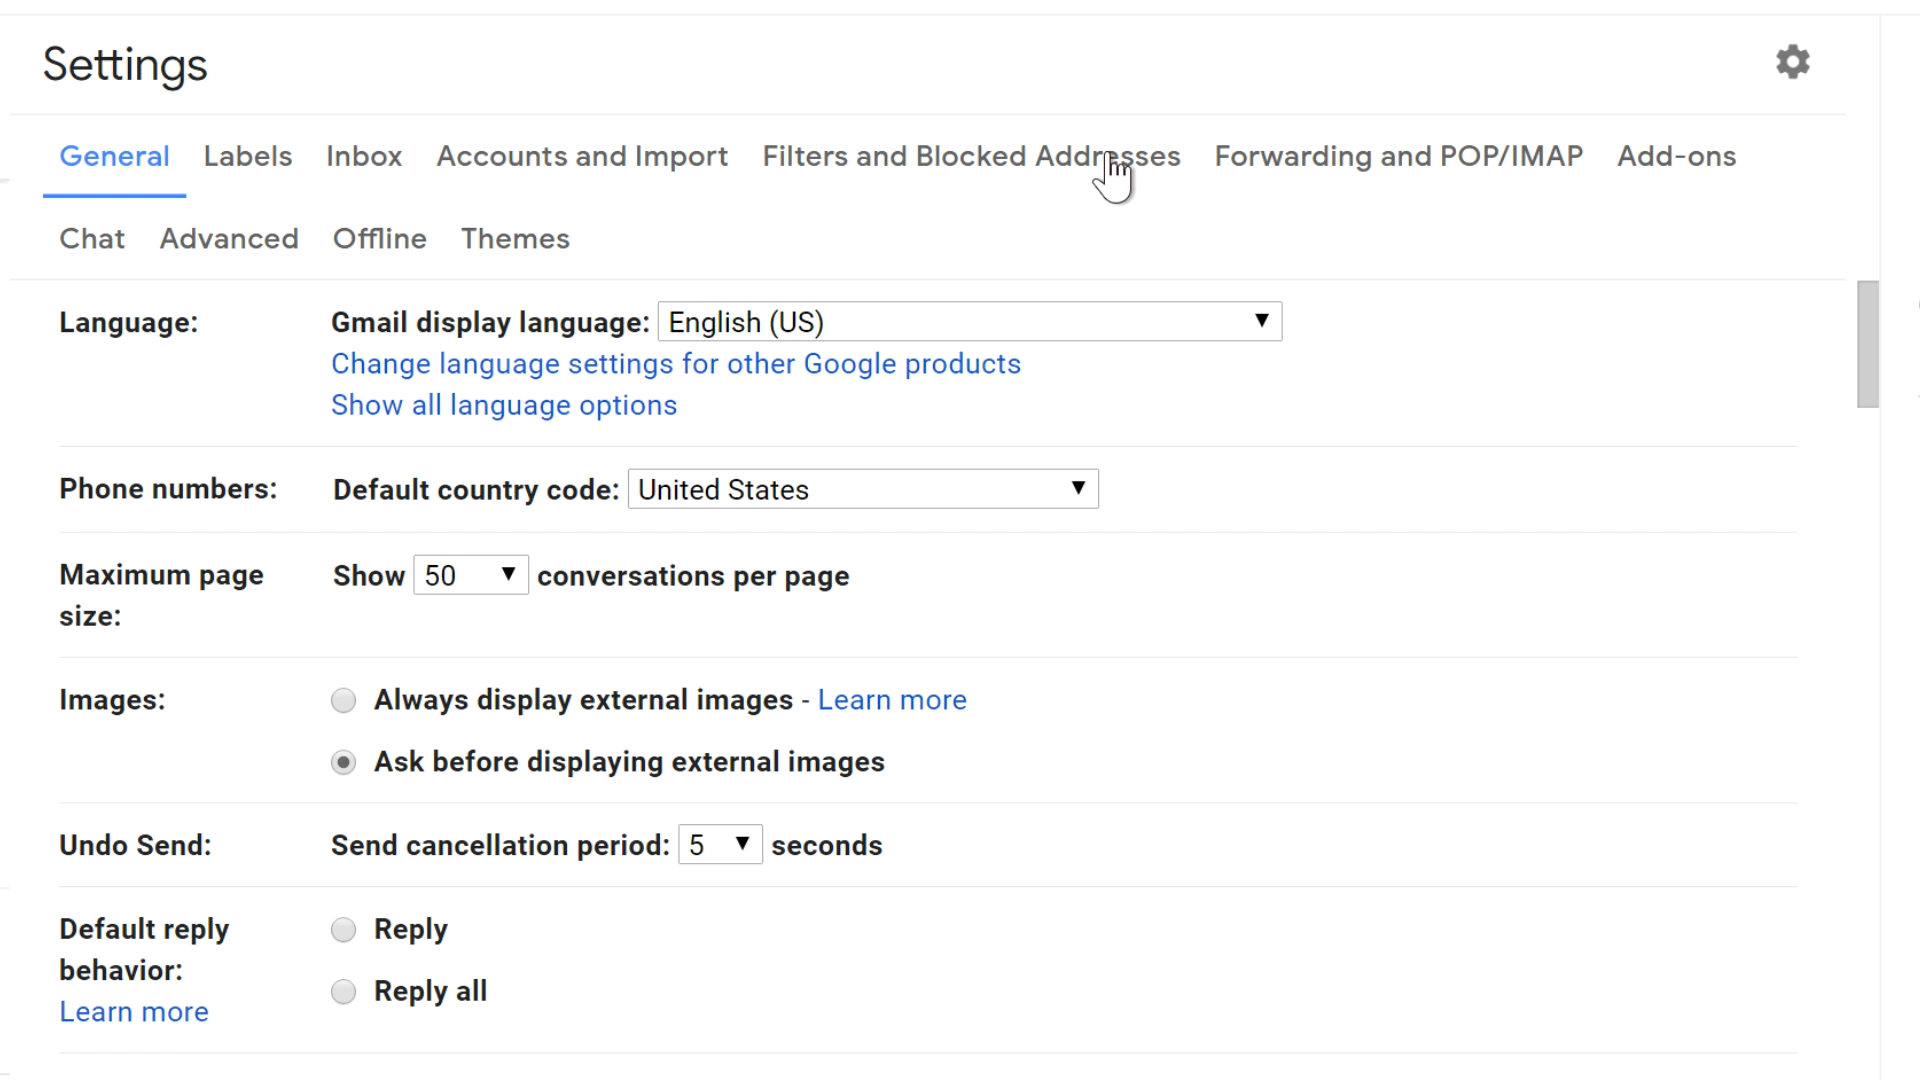 Settings
General Labels Inbox Accounts and Import Filters and Blocked Addresses Forwarding and POP/IMAP Add-ons
Chat Advanced Offline Themes
Language: Gmail display language: English (US)
Change language settings for other Google products
Show all language options
Phone numbers: Default country code: United States
Maximum page Show 50 conversations per page
size:
Images: Always display external images - Learn more
Ask before displaying external images
Undo Send: Send cancellation period: 5 seconds
Default reply Reply
behavior: Reply all
Learn more